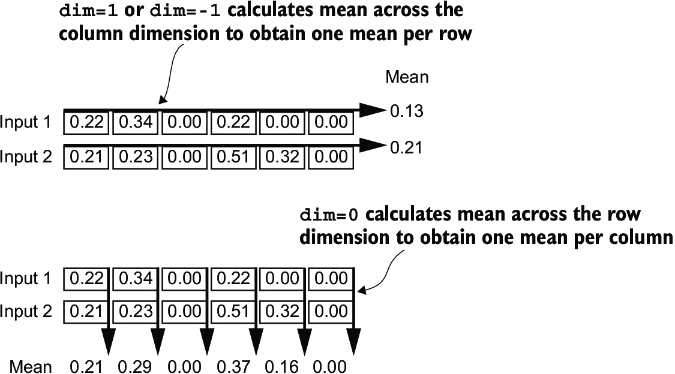 dim=1 or dim=-1 calculates mean across the
column dimension to obtain one mean per row
Mean
0.13
Input 1 0.22 0.34 0.00 0.22 0.00 0.00
Input 2 0.21 0.23 0.00 0.51 0.32 0.00 0.21
dim=0 calculates mean across the row
dimension to obtain one mean per column
Input 1 0.22 0.34 0.00 0.22 0.00 0.00
Input 2 0.21 0.23 0.00 0.51 0.32 0.00
Mean 0.21 0.29 0.00 0.37 0.16 0.00